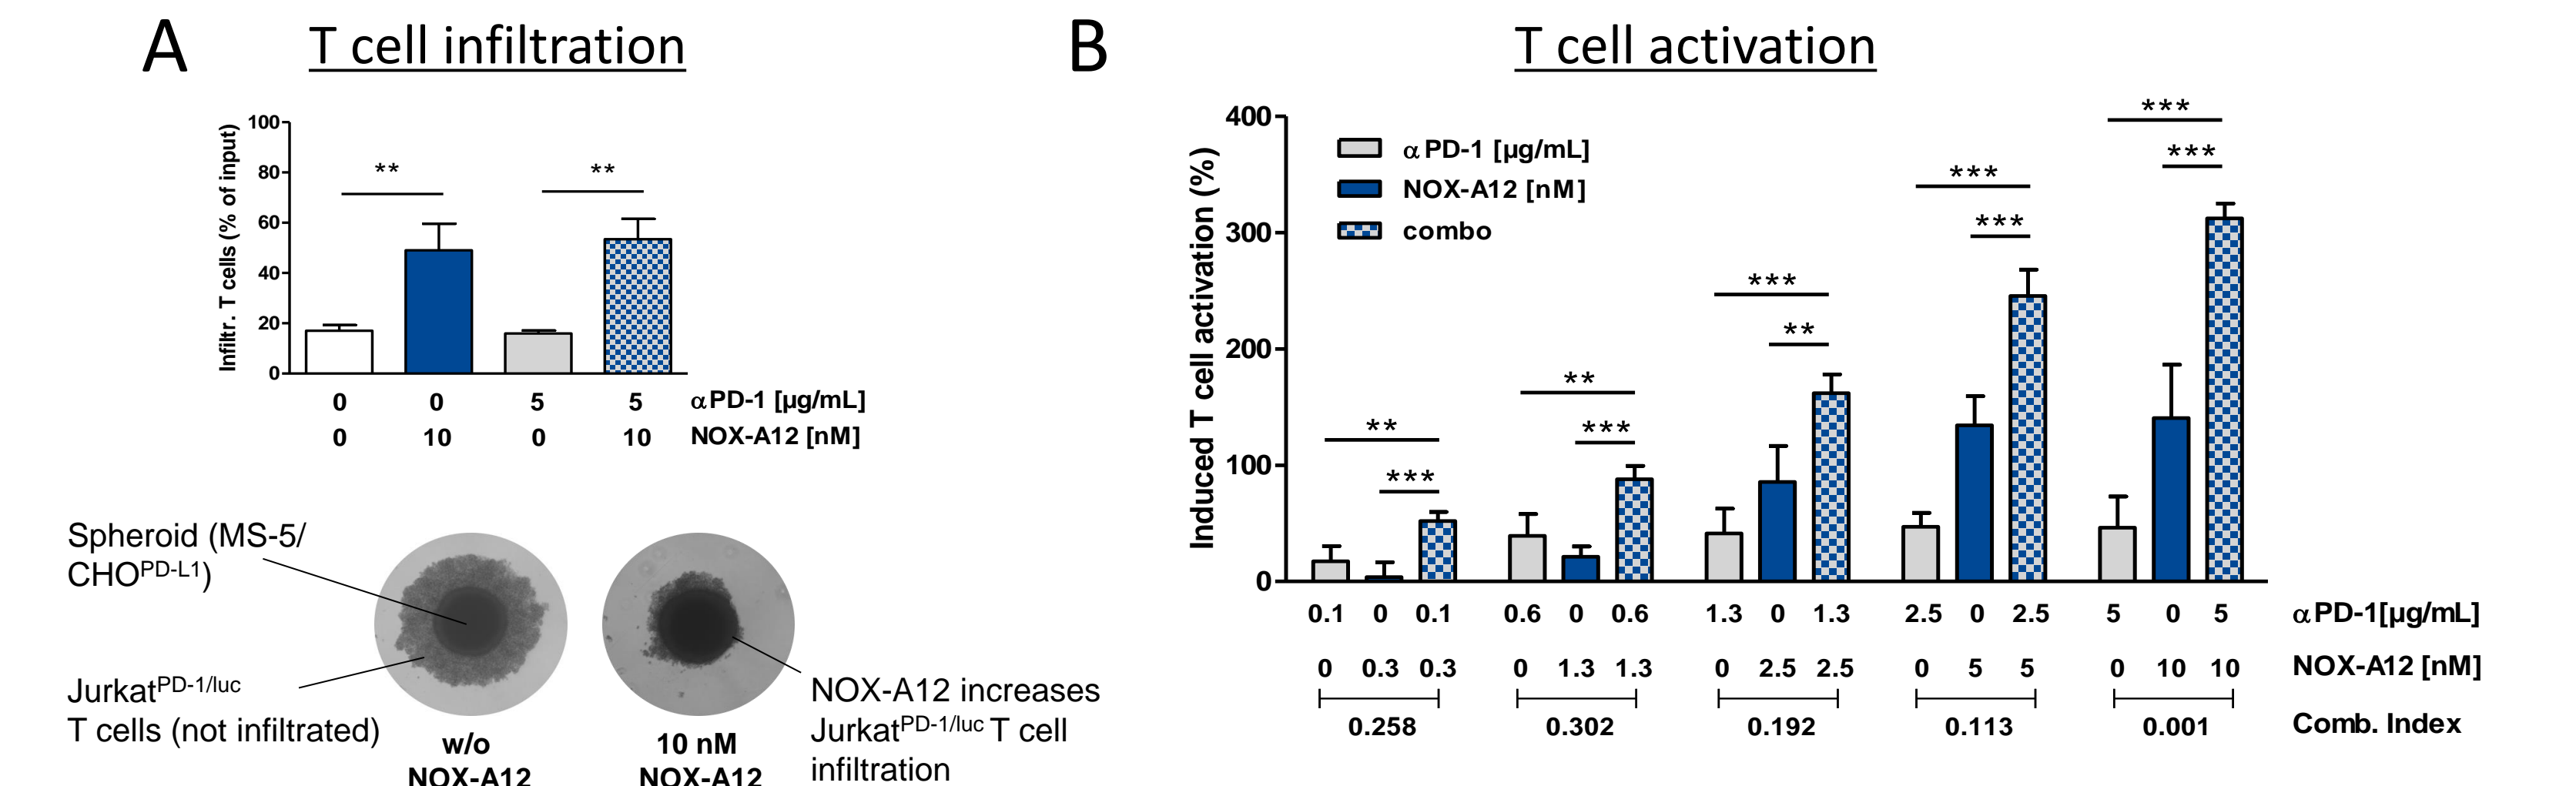 A
T cell infiltration
Infiltr. T cells (% of input)
100
80
60
40
20
0
**
**
0 0 5 5 αPD-1 [µg/mL]
0 10 0 10 NOX-A12 [nM]
Spheroid (MS-5/
CHOPD-L1)
JurkatPD-1/luc
T cells (not infiltrated)
w/o
NOX-A12
10 nM
NOX-A12
NOX-A12 increases
JurkatPD-1/luc T cell
infiltration
B
T cell activation
Induced T cell activation (%)
400
300
200
100
0
αPD-1 [µg/mL]
NOX-A12 [nM]
combo
**
***
**
***
***
**
***
***
***
***
0.1 0 0.1 0.6 0 0.6 1.3 0 1.3 2.5 0 2.5 5 0 5 αPD-1[µg/mL]
0 0.3 0.3 0 1.3 1.3 0 2.5 2.5 0 5 5 0 10 10 NOX-A12 [nM]
0.258 0.302 0.192 0.113 0.001 Comb. Index